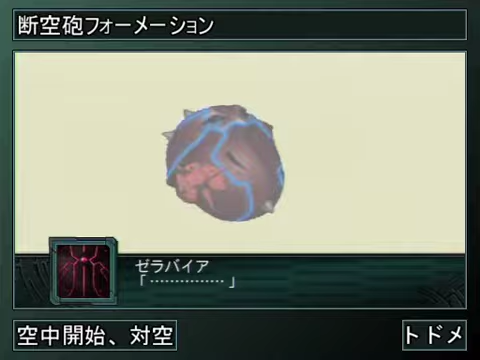 断空砲フォーメーション
ゼラバイア
「……………」
空中開始、対空
トドメ